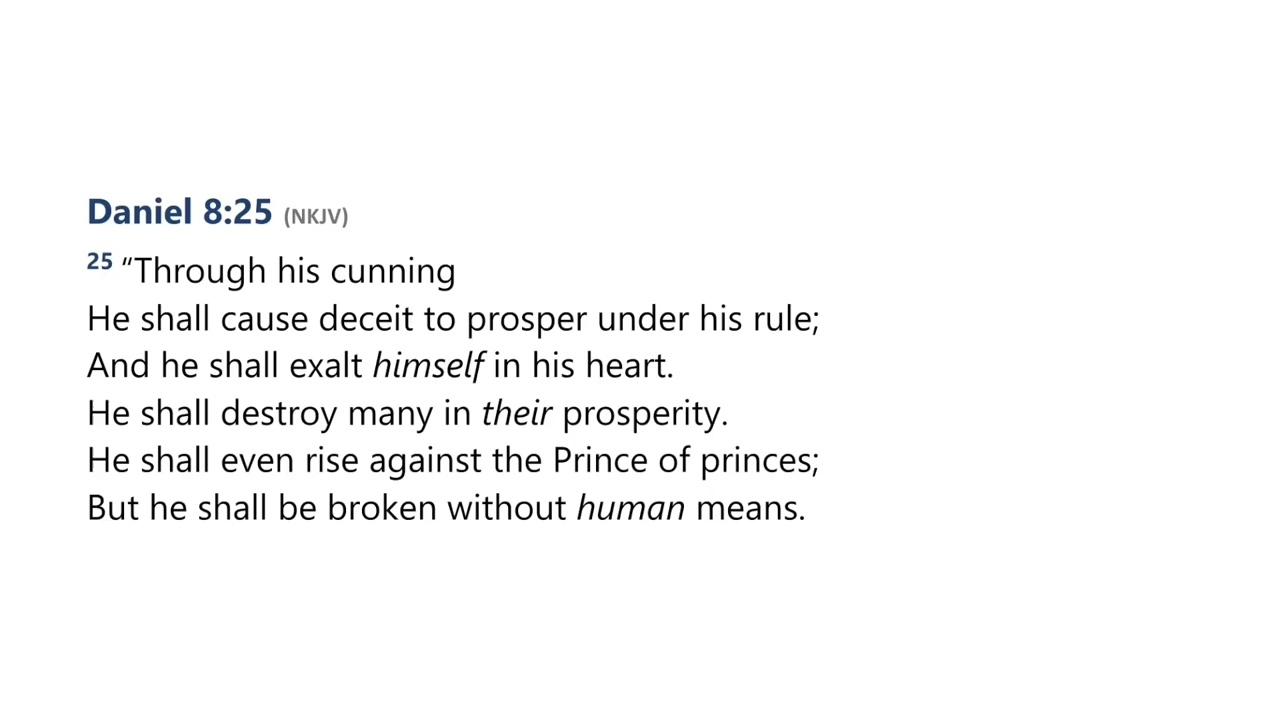 Daniel 8:25 (NKJV)
25 “Through his cunning
He shall cause deceit to prosper under his rule;
And he shall exalt himself in his heart.
He shall destroy many in their prosperity.
He shall even rise against the Prince of princes;
But he shall be broken without human means.